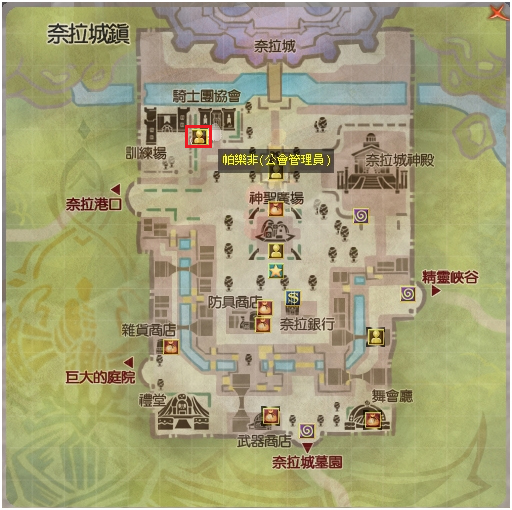 奈拉城鎮
奈拉城
騎士團協會
訓練場
帕樂非(公會管理員)
奈拉城神殿
奈拉港口
神聖廣場
精靈峽谷
防具商店
雜貨商店
奈拉銀行
巨大的庭院
禮堂
舞會廳
武器商店
奈拉城墓園